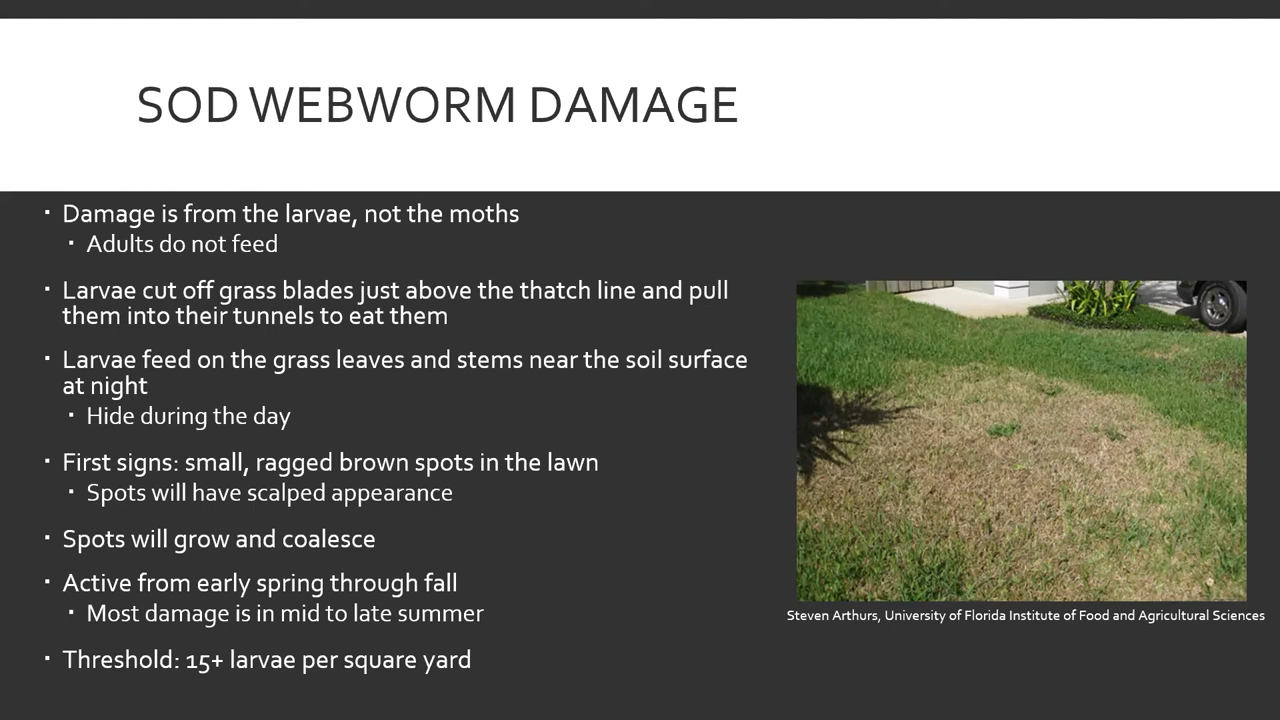 SOD WEBWORM DAMAGE
▪ Damage is from the larvae, not the moths
▪ Adults do not feed
▪ Larvae cut off grass blades just above the thatch line and pull
them into their tunnels to eat them
▪ Larvae feed on the grass leaves and stems near the soil surface
at night
▪ Hide during the day
▪ First signs: small, ragged brown spots in the lawn
▪ Spots will have scalped appearance
▪ Spots will grow and coalesce
▪ Active from early spring through fall
▪ Most damage is in mid to late summer
▪ Threshold: 15+ larvae per square yard
Steven Arthurs, University of Florida Institute of Food and Agricultural Sciences